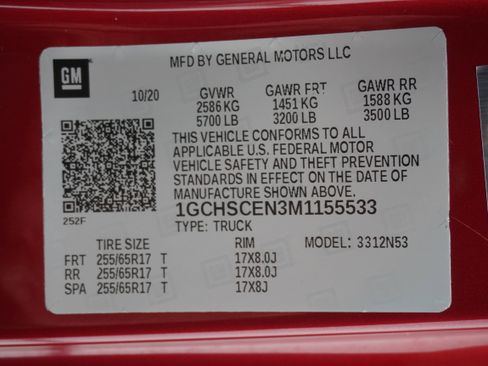 GM
MFD BY GENERAL MOTORS LLC
10/20
GVWR GAWR FRT GAWR RR
2586 KG 1451 KG 1588 KG
5700 LB 3200 LB 3500 LB
THIS VEHICLE CONFORMS TO ALL
APPLICABLE U.S. FEDERAL MOTOR
VEHICLE SAFETY AND THEFT PREVENTION
STANDARDS IN EFFECT ON THE DATE OF
MANUFACTURE SHOWN ABOVE.
252F
1GCHSCEN3M1155533
TYPE: TRUCK
TIRE SIZE RIM MODEL: 3312N53
FRT 255/65R17 T 17X8.0J
RR 255/65R17 T 17X8.0J
SPA 255/65R17 T 17X8J